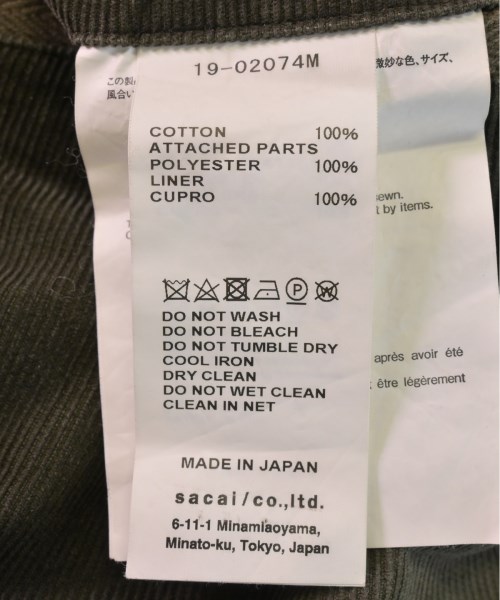 19-02074M
この製
風合い
微妙な色、サイズ、
COTTON 100%
ATTACHED PARTS
POLYESTER 100%
LINER
CUPRO 100%
sewn.
by items.
DO NOT WASH
DO NOT BLEACH
DO NOT TUMBLE DRY
COOL IRON
DRY CLEAN
DO NOT WET CLEAN
CLEAN IN NET
après avoir été
être légèrement
MADE IN JAPAN
sacai/co.,ltd.
6-11-1 Minamiaoyama,
Minato-ku, Tokyo, Japan